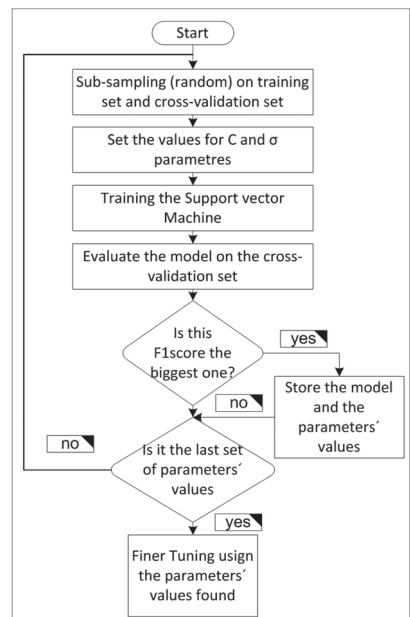 Start
Sub-sampling (random) on training
set and cross-validation set
Set the values for C and σ
parametres
Training the Support vector
Machine
Evaluate the model on the cross-
validation set
Is this
F1score the
biggest one?
yes
Store the model
and the
parameters´
values
no
Is it the last set
of parameters´
values
no
yes
Finer Tuning usign
the parameters´
values found